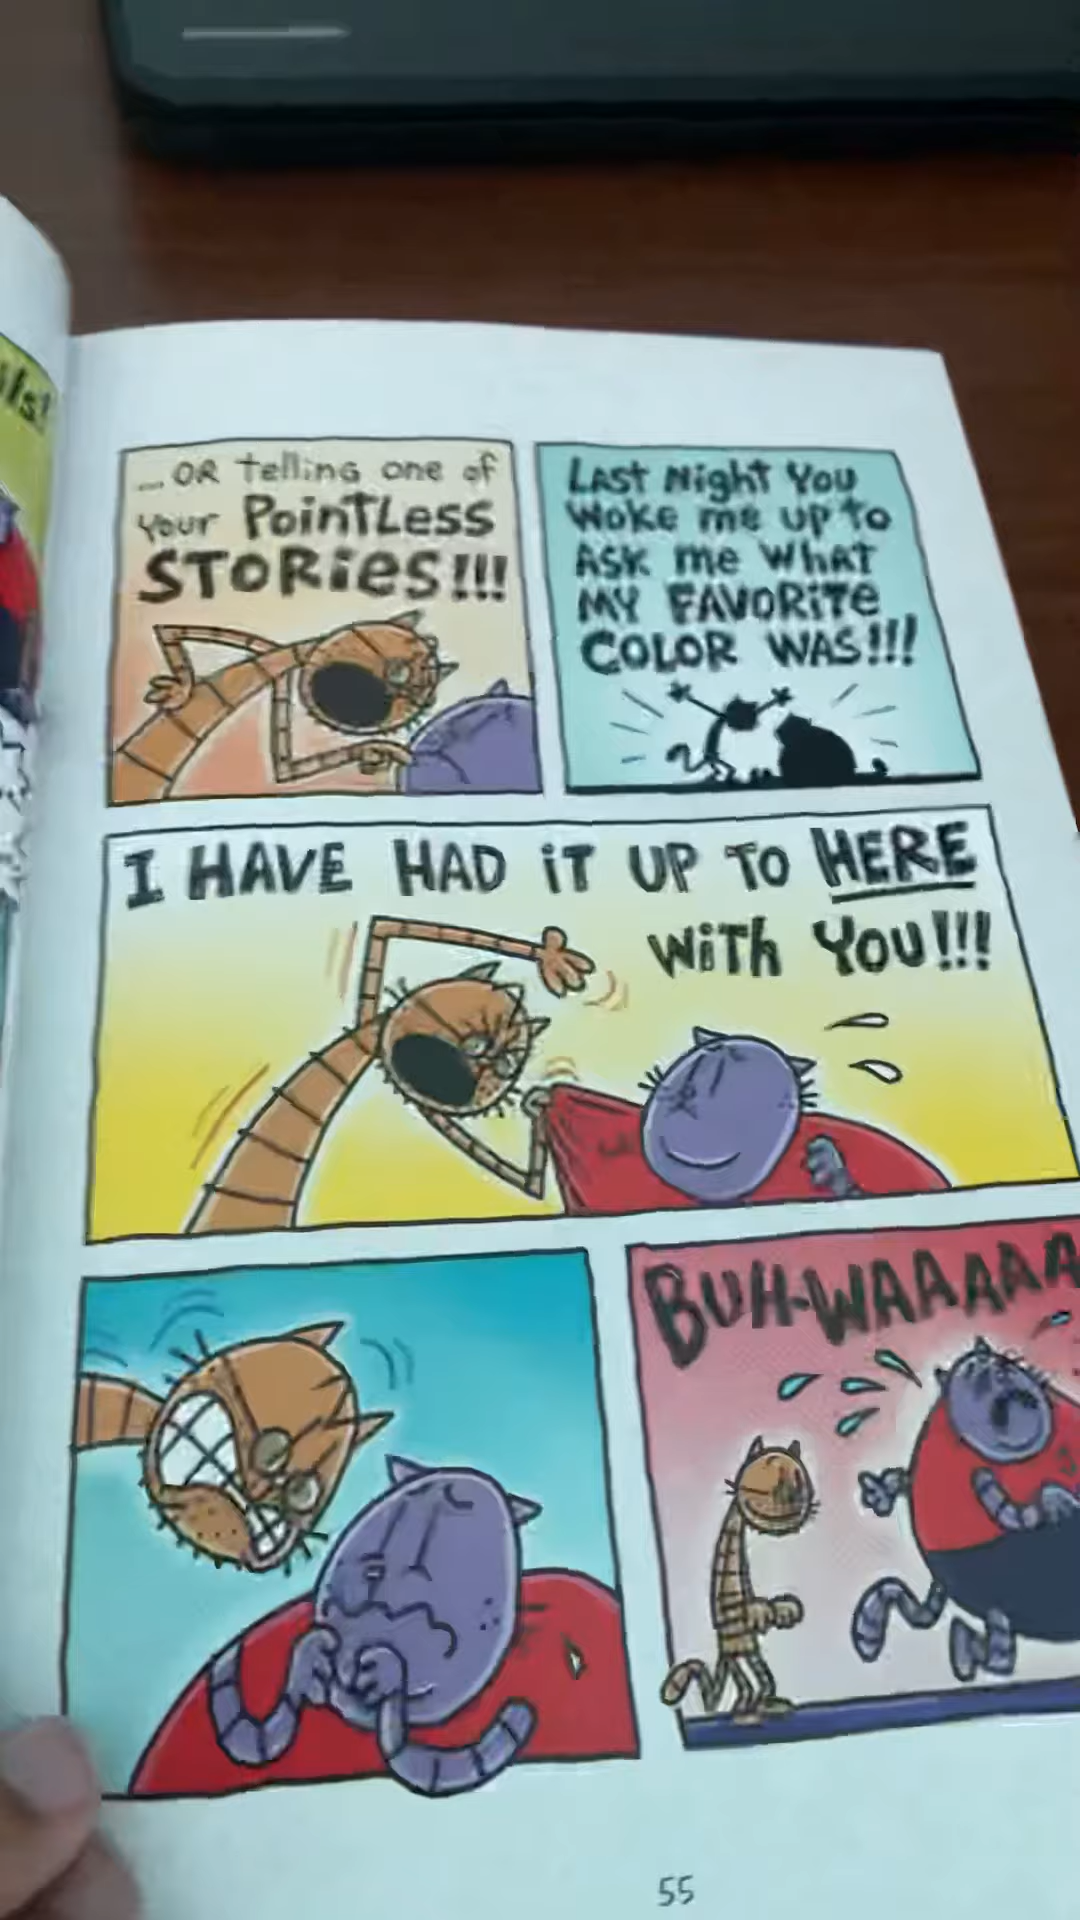 ils!
...OR telling one of
your PointLess
STORies!!!
LAST Night You
Woke me up to
ASK me What
MY FAVORiTe
COLOR WAS!!!
I HAVE HAD iT UP TO HERE
WiTh YOU!!!
BUH-WAAAAA
55